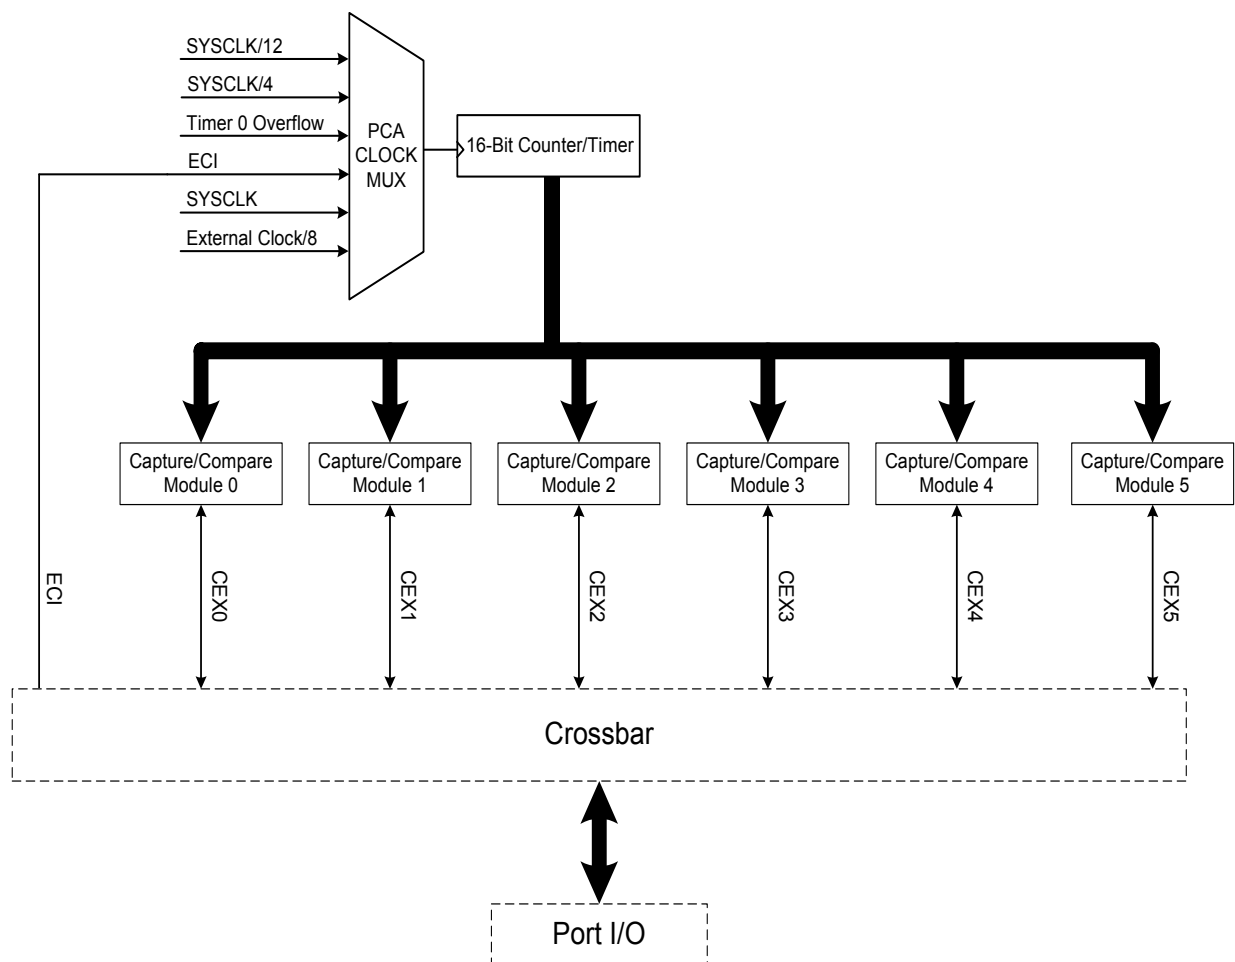 SYSCLK/12
SYSCLK/4
Timer 0 Overflow
ECI
SYSCLK
External Clock/8
PCA
CLOCK
MUX
16-Bit Counter/Timer
Capture/Compare
Module 0
Capture/Compare
Module 1
Capture/Compare
Module 2
Capture/Compare
Module 3
Capture/Compare
Module 4
Capture/Compare
Module 5
ECI
CEX0
CEX1
CEX2
CEX3
CEX4
CEX5
Crossbar
Port I/O